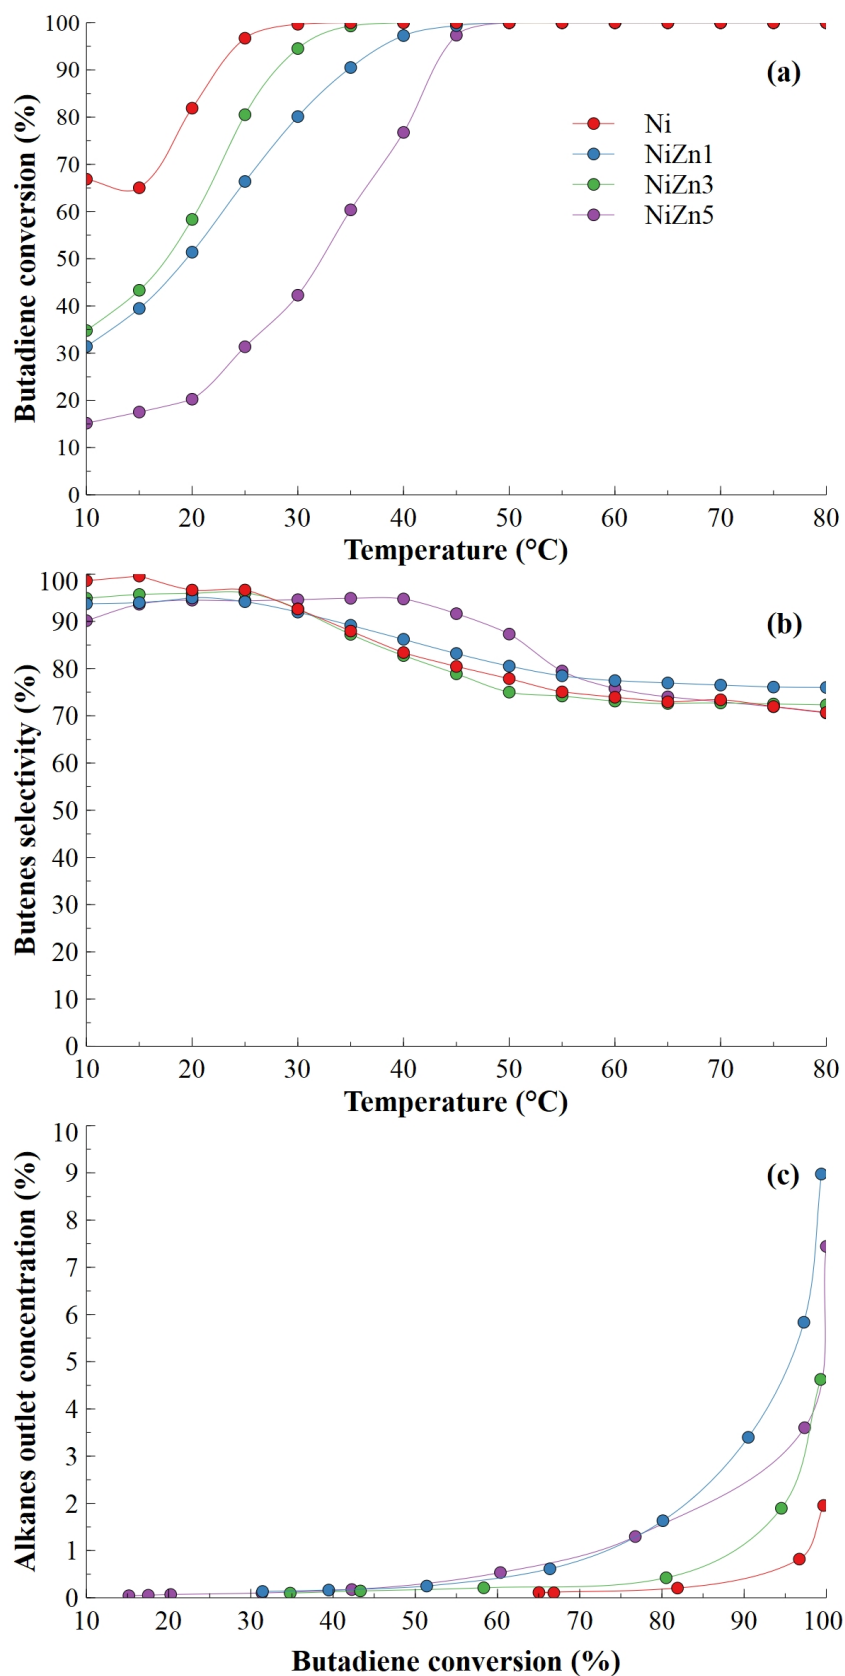 100
90
80
70
60
50
40
30
20
10
0
Butadiene conversion (%)
(a)
Ni
NiZn1
NiZn3
NiZn5
10 20 30 40 50 60 70 80
Temperature (°C)
100
90
80
70
60
50
40
30
20
10
0
Butenes selectivity (%)
(b)
10 20 30 40 50 60 70 80
Temperature (°C)
10
9
8
7
6
5
4
3
2
1
0
Alkanes outlet concentration (%)
(c)
10 20 30 40 50 60 70 80 90 100
Butadiene conversion (%)